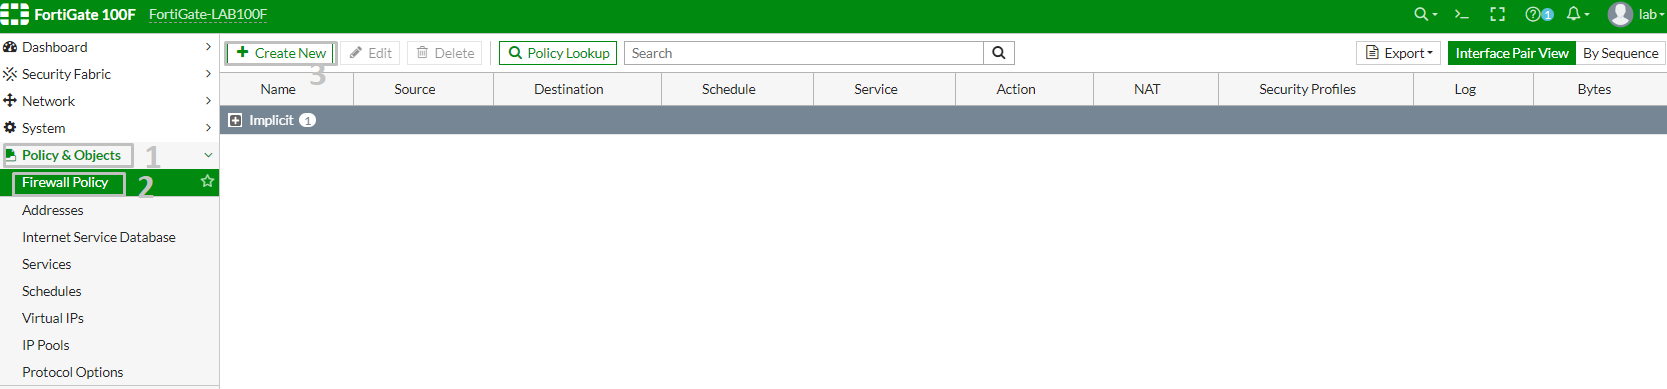 FortiGate 100F FortiGate-LAB100F 1 lab
Dashboard
Security Fabric
Network
System
Policy & Objects 1
Firewall Policy 2
Addresses
Internet Service Database
Services
Schedules
Virtual IPs
IP Pools
Protocol Options
Create New Edit Delete Policy Lookup Search Export Interface Pair View By Sequence
3
Name Source Destination Schedule Service Action NAT Security Profiles Log Bytes
Implicit 1